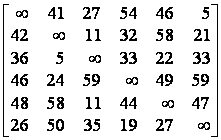 ∞ 41 27 54 46 5
42 ∞ 11 32 58 21
36 5 ∞ 33 22 33
46 24 59 ∞ 49 59
48 58 11 44 ∞ 47
26 50 35 19 27 ∞